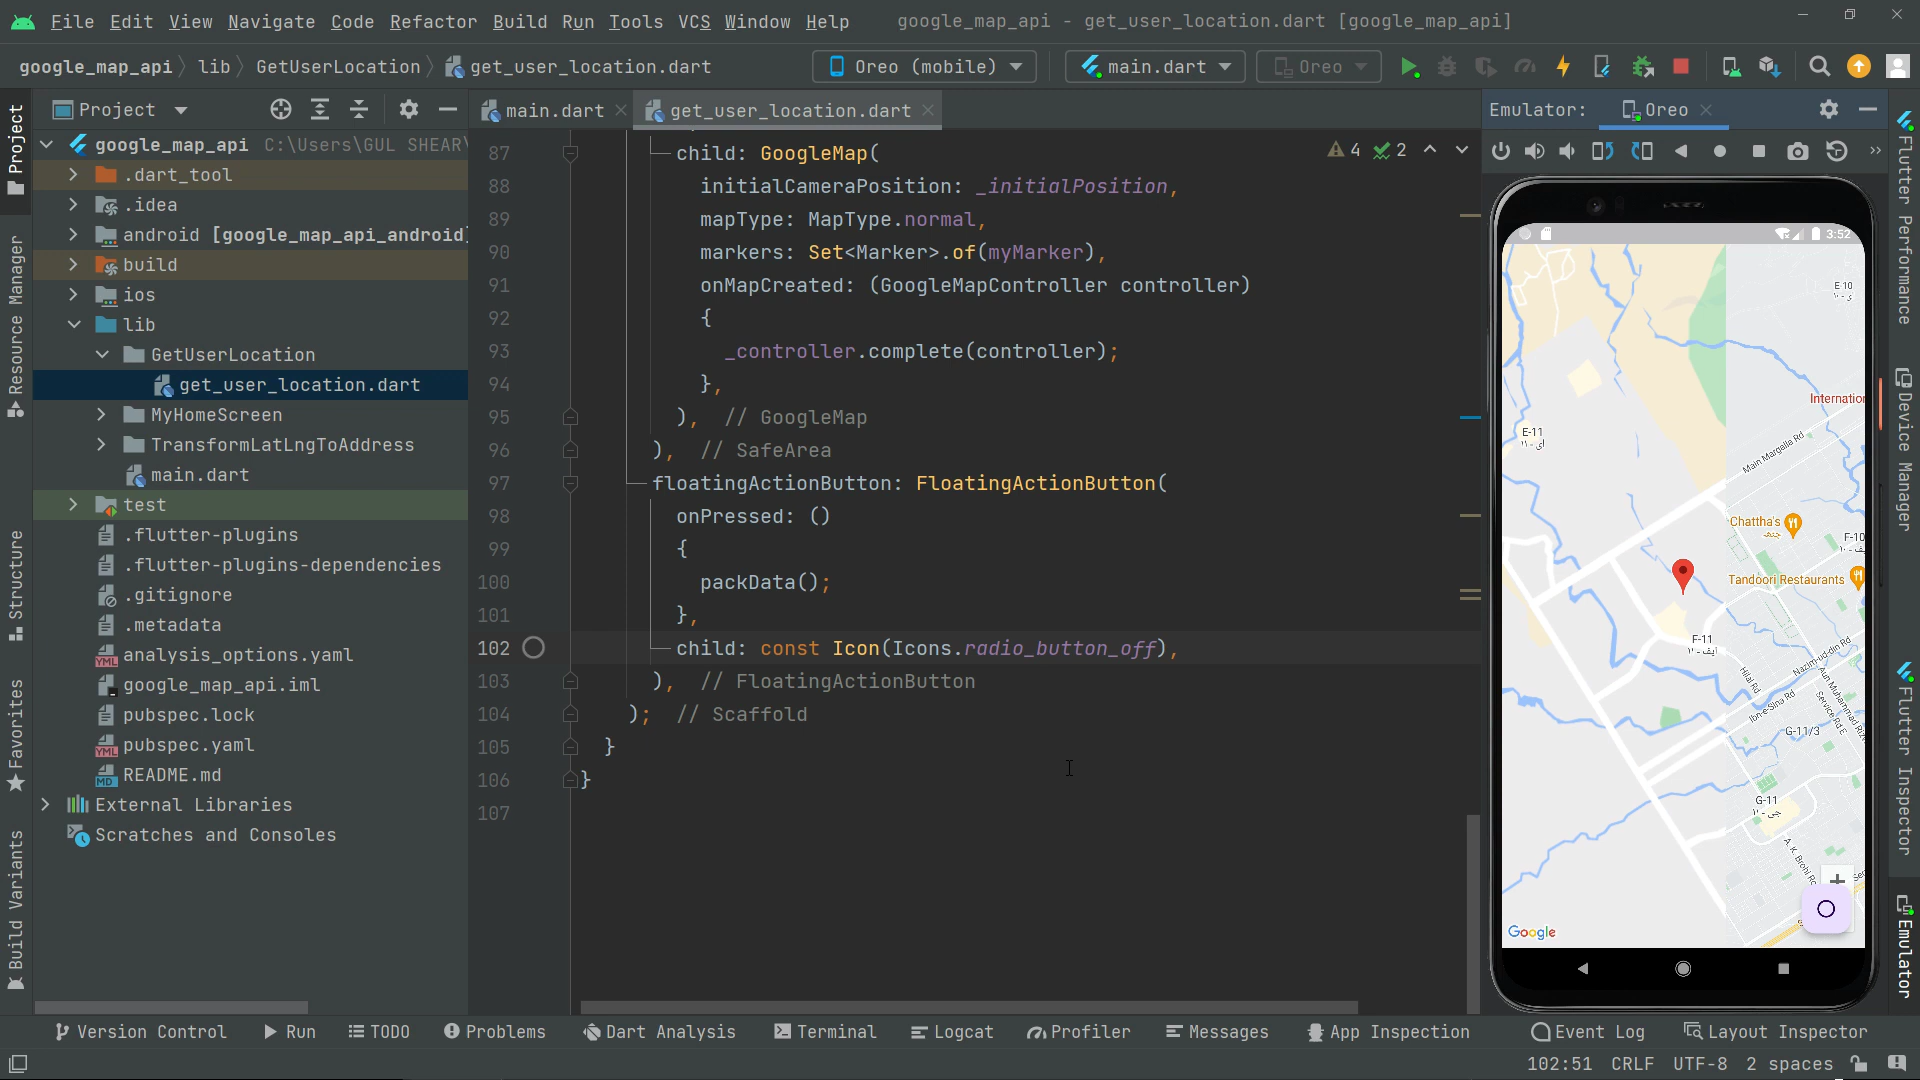 File Edit View Navigate Code Refactor Build Run Tools VCS Window Help google_map_api - get_user_location.dart [google_map_api]
google_map_api lib GetUserLocation get_user_location.dart Oreo (mobile) main.dart Oreo
Project
main.dart get_user_location.dart
Emulator: Oreo
google_map_api C:\Users\GUL SHEAR\
.dart_tool
.idea
android [google_map_api_android]
build
ios
lib
GetUserLocation
get_user_location.dart
MyHomeScreen
TransformLatLngToAddress
main.dart
test
.flutter-plugins
.flutter-plugins-dependencies
.gitignore
.metadata
analysis_options.yaml
google_map_api.iml
pubspec.lock
pubspec.yaml
README.md
External Libraries
Scratches and Consoles
Project
Resource Manager
Structure
Favorites
Build Variants
4 2
87 child: GoogleMap(
88 initialCameraPosition: _initialPosition,
89 mapType: MapType.normal,
90 markers: Set<Marker>.of(myMarker),
91 onMapCreated: (GoogleMapController controller)
92 {
93 _controller.complete(controller);
94 },
95 ), // GoogleMap
96 ), // SafeArea
97 floatingActionButton: FloatingActionButton(
98 onPressed: ()
99 {
100 packData();
101 },
102 child: const Icon(Icons.radio_button_off),
103 ), // FloatingActionButton
104 ); // Scaffold
105 }
106 }
107
3:52
E-10
E-11
Internation
Main Margalla Rd
Chattha's
F-10
Tandoori Restaurants
F-11
Nazim-ud-din Rd
Hilal Rd
Ibn-e-Sina Rd
G-11/3
G-11
Google
Flutter Performance
Device Manager
Flutter Inspector
Emulator
Version Control Run TODO Problems Dart Analysis Terminal Logcat Profiler Messages App Inspection Event Log Layout Inspector
102:51 CRLF UTF-8 2 spaces